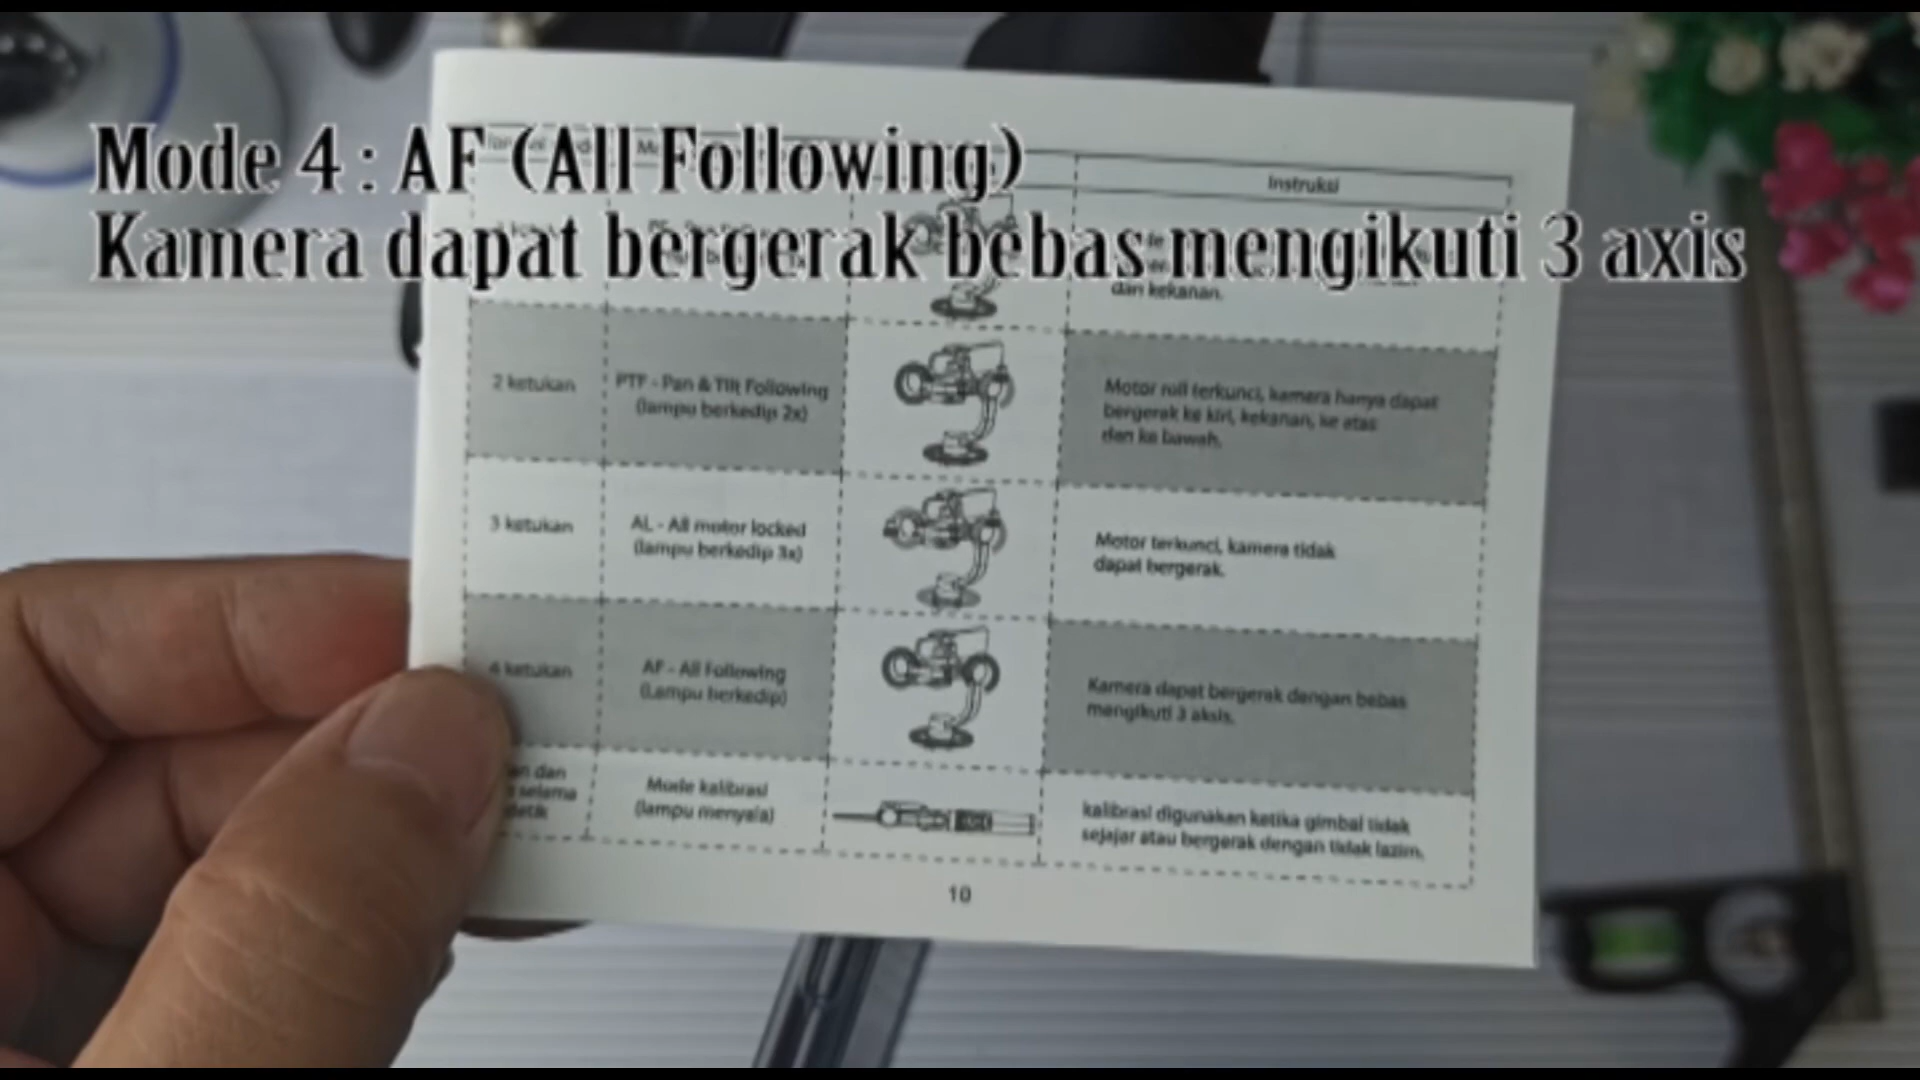 Mode 4 : AF (All Following)
Kamera dapat bergerak bebas mengikuti 3 axis
Instruksi
dan kekanan.
2 ketukan
PTF - Pan & Tilt Following
(lampu berkedip 2x)
Motor roll terkunci, kamera hanya dapat
bergerak ke kiri, kekanan, ke atas
dan ke bawah.
3 ketukan
AL - All motor locked
(lampu berkedip 3x)
Motor terkunci, kamera tidak
dapat bergerak.
4 ketukan
AF - All Following
(Lampu berkedip)
Kamera dapat bergerak dengan bebas
mengikuti 3 aksis.
dan
selama
detik
Mode kalibrasi
(lampu menyala)
kalibrasi digunakan ketika gimbal tidak
sejajar atau bergerak dengan tidak lazim.
10